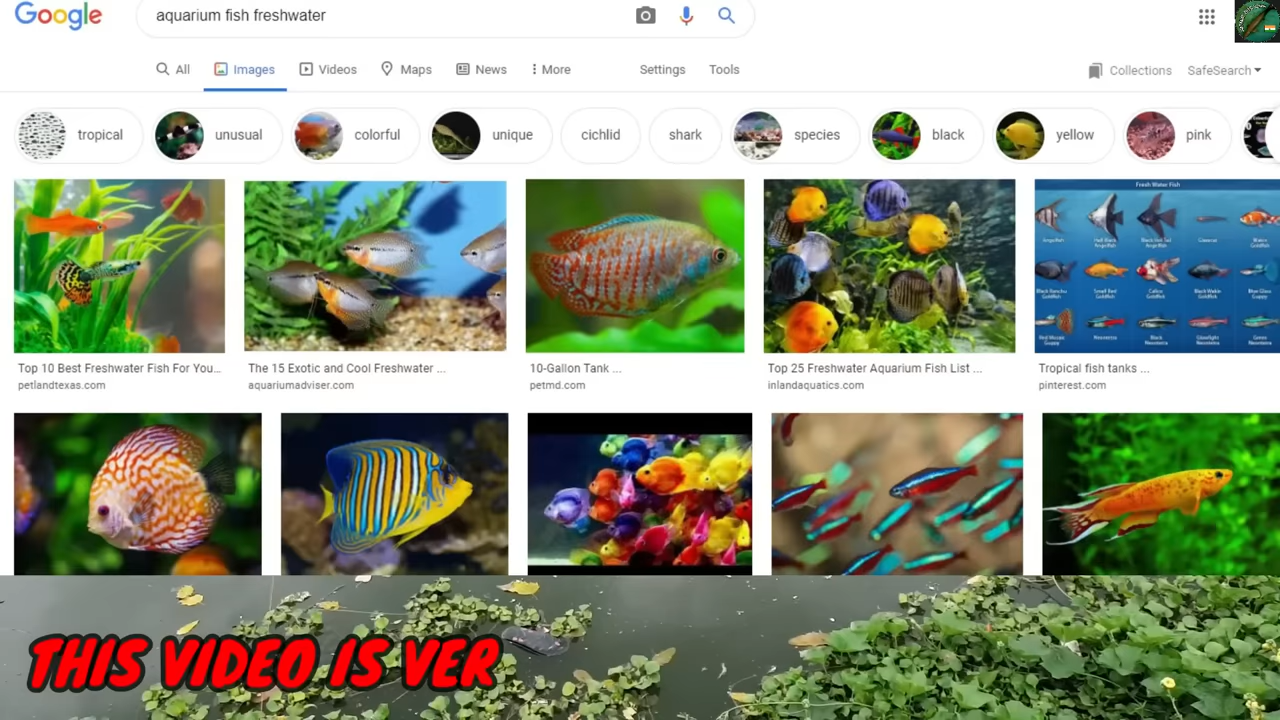 Google
aquarium fish freshwater
All Images Videos Maps News More Settings Tools Collections SafeSearch
tropical unusual colorful unique cichlid shark species black yellow pink
Fresh Water Fish
Top 10 Best Freshwater Fish For You...
petlandtexas.com
The 15 Exotic and Cool Freshwater ...
aquariumadviser.com
10-Gallon Tank ...
petmd.com
Top 25 Freshwater Aquarium Fish List ...
inlandaquatics.com
Tropical fish tanks ...
pinterest.com
THIS VIDEO IS VER